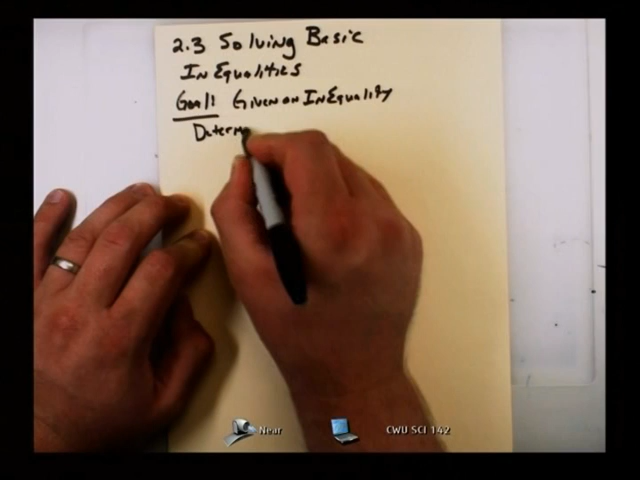 2.3 Solving Basic
InEqualities
Goal: Given an InEquality
Determ
Near
CWU SCI 142